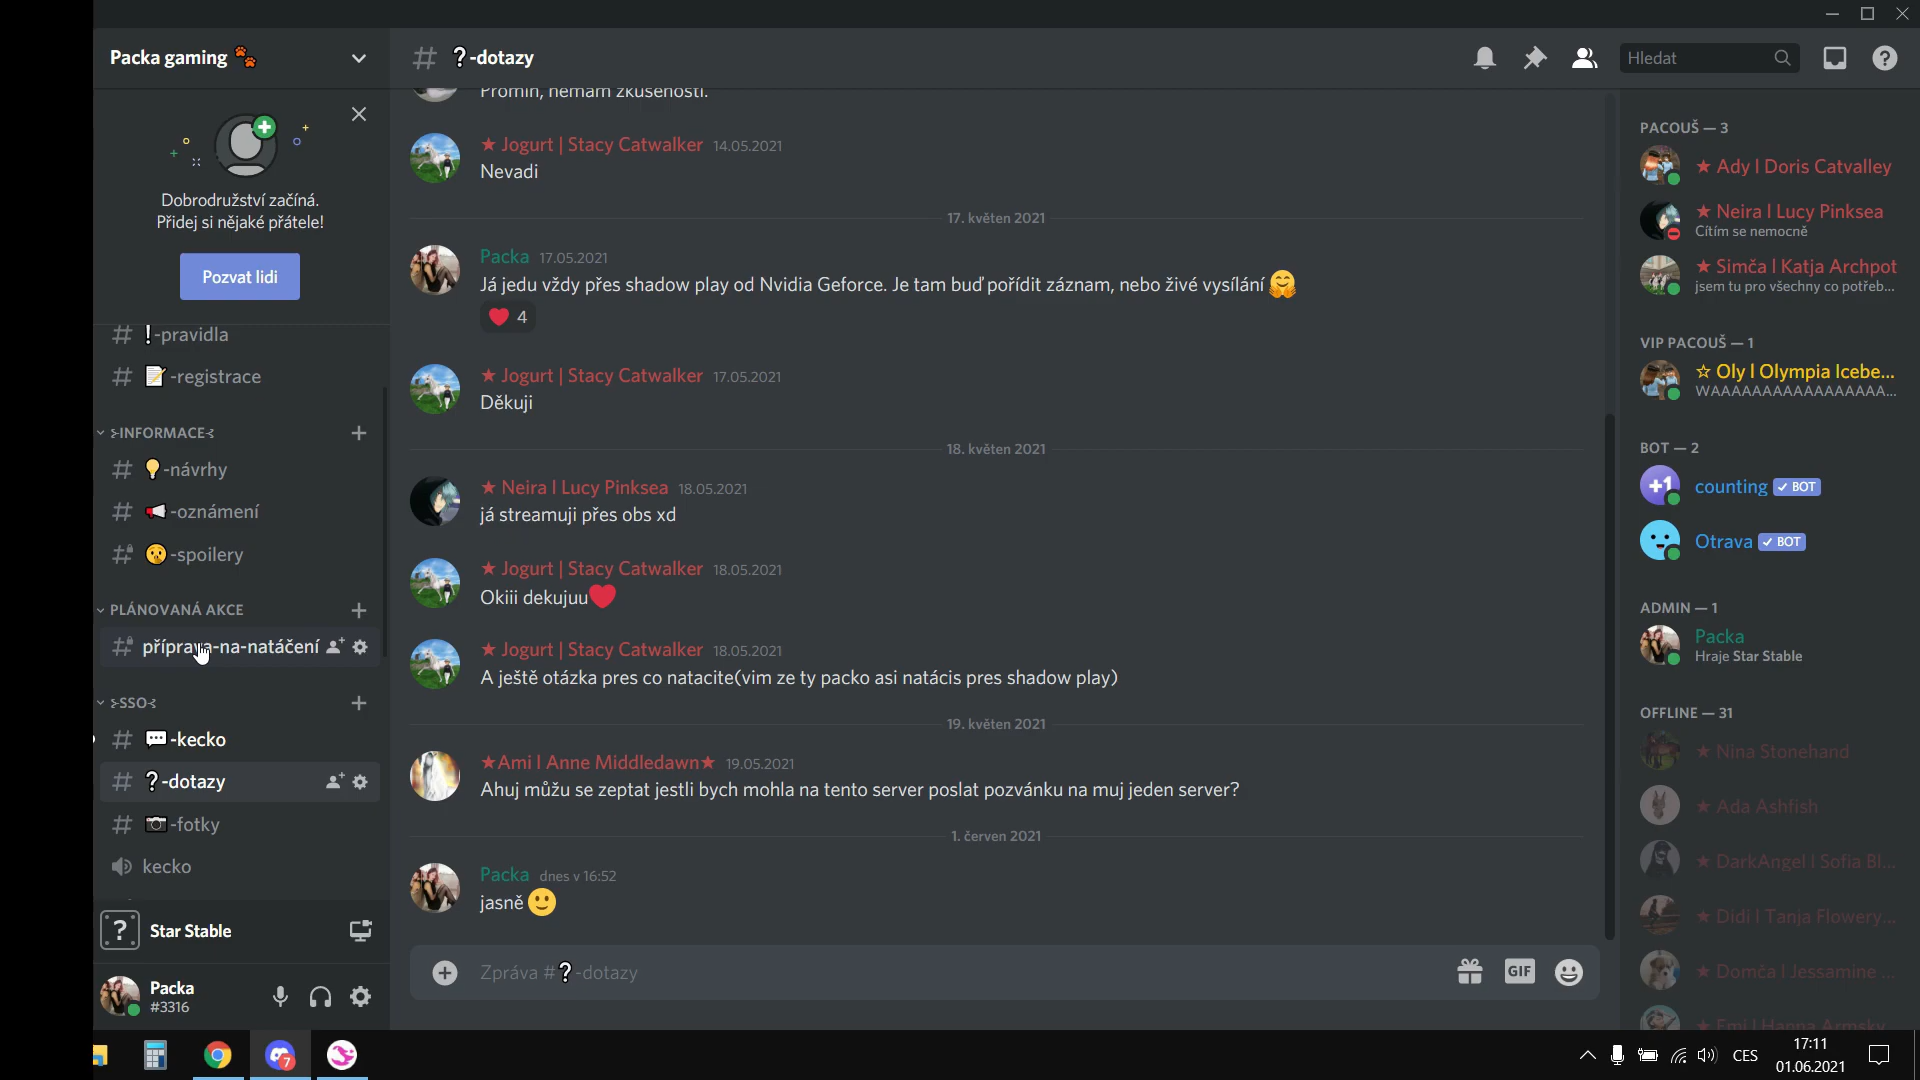 Packa gaming 🐾
Dobrodružství začíná.
Přidej si nějaké přátele!
Pozvat lidi
# ❗-pravidla
# 📝-registrace
⊱INFORMACE⊰
# 💡-návrhy
# 📢-oznámení
# 🤫-spoilery
PLÁNOVANÁ AKCE
# příprava-na-natáčení
⊱SSO⊰
# 💬-kecko
# ❓-dotazy
# 📷-fotky
kecko
Star Stable
Packa
#3316
# ❓-dotazy
Hledat
Promiň, nemám zkušenosti.
★ Jogurt | Stacy Catwalker 14.05.2021
Nevadi
17. květen 2021
Packa 17.05.2021
Já jedu vždy přes shadow play od Nvidia Geforce. Je tam buď pořídit záznam, nebo živé vysílání 🤗
❤️ 4
★ Jogurt | Stacy Catwalker 17.05.2021
Děkuji
18. květen 2021
★ Neira l Lucy Pinksea 18.05.2021
já streamuji přes obs xd
★ Jogurt | Stacy Catwalker 18.05.2021
Okiii dekujuu❤️
★ Jogurt | Stacy Catwalker 18.05.2021
A ještě otázka pres co natacite(vim ze ty packo asi natácis pres shadow play)
19. květen 2021
★Ami l Anne Middledawn★ 19.05.2021
Ahuj můžu se zeptat jestli bych mohla na tento server poslat pozvánku na muj jeden server?
1. červen 2021
Packa dnes v 16:52
jasně 🙂
Zpráva #❓-dotazy
GIF
PACOUŠ — 3
★ Ady l Doris Catvalley
★ Neira l Lucy Pinksea
Cítím se nemocně
★ Simča l Katja Archpot
jsem tu pro všechny co potřeb...
VIP PACOUŠ — 1
☆ Oly l Olympia Icebe...
WAAAAAAAAAAAAAAAAA...
BOT — 2
counting ✓ BOT
Otrava ✓ BOT
ADMIN — 1
Packa
Hraje Star Stable
OFFLINE — 31
★ Nina Stonehand
★ Ada Ashfish
★ DarkAngel l Sofia Bl...
★ Didi l Tanja Flowery...
★ Domča l Jessamine ...
★ Emi l Hanna Armsky
7
CES
17:11
01.06.2021